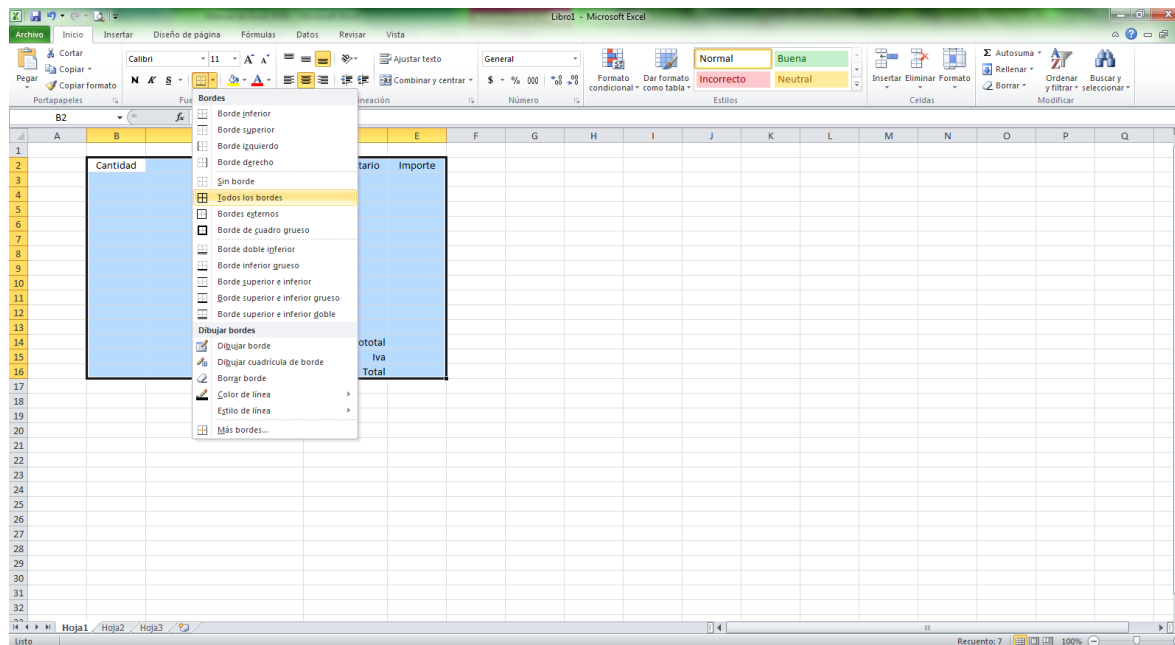 Libro1 - Microsoft Excel
Archivo Inicio Insertar Diseño de página Fórmulas Datos Revisar Vista
Pegar
Cortar
Copiar
Copiar formato
Portapapeles
Calibri 11
N K S
Fue
Ajustar texto
Combinar y centrar
ineación
General
$ % 000
Número
Formato condicional
Dar formato como tabla
Normal Buena
Incorrecto Neutral
Estilos
Insertar Eliminar Formato
Celdas
Autosuma
Rellenar
Borrar
Ordenar y filtrar
Buscar y seleccionar
Modificar
B2 fx
A B E F G H I J K L M N O P Q
1
2 Cantidad tario Importe
3
4
5
6
7
8
9
10
11
12
13
14 ototal
15 Iva
16 Total
17
18
19
20
21
22
23
24
25
26
27
28
29
30
31
32
Bordes
Borde inferior
Borde superior
Borde izquierdo
Borde derecho
Sin borde
Todos los bordes
Bordes externos
Borde de cuadro grueso
Borde doble inferior
Borde inferior grueso
Borde superior e inferior
Borde superior e inferior grueso
Borde superior e inferior doble
Dibujar bordes
Dibujar borde
Dibujar cuadrícula de borde
Borrar borde
Color de línea
Estilo de línea
Más bordes...
Hoja1 Hoja2 Hoja3
Listo Recuento: 7 100%